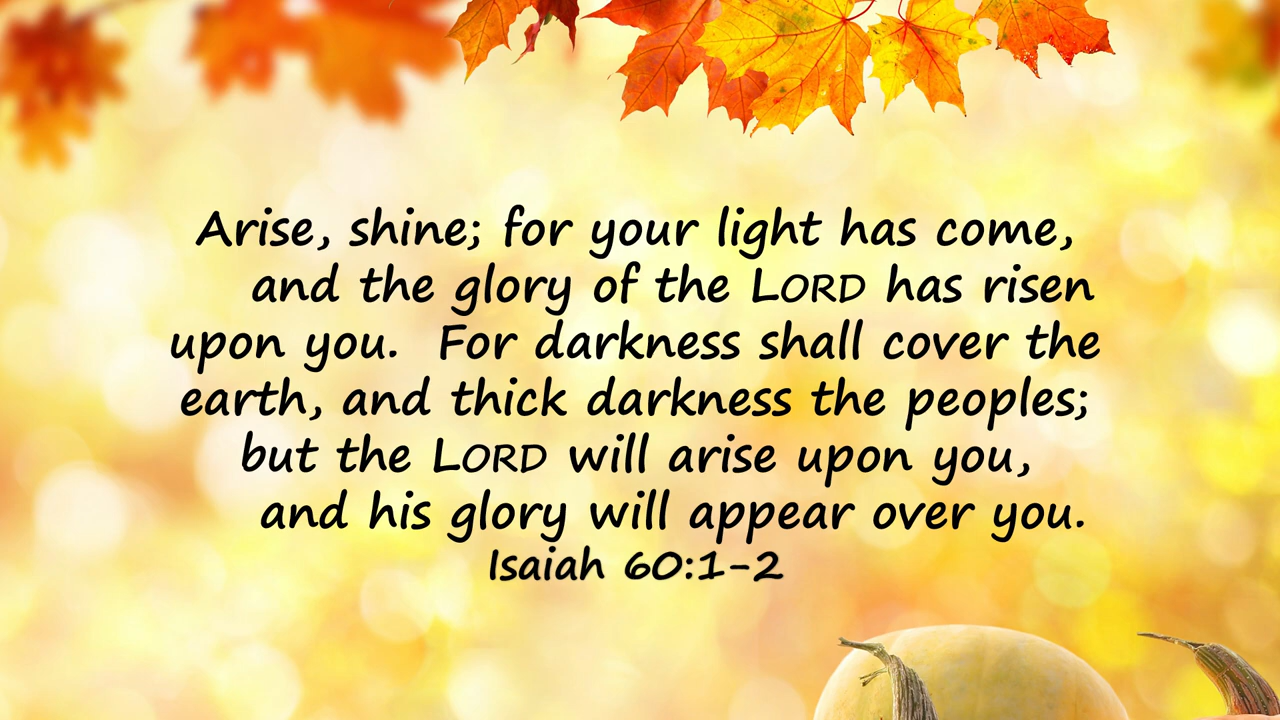 Arise, shine; for your light has come,
and the glory of the LORD has risen
upon you. For darkness shall cover the
earth, and thick darkness the peoples;
but the LORD will arise upon you,
and his glory will appear over you.
Isaiah 60:1-2